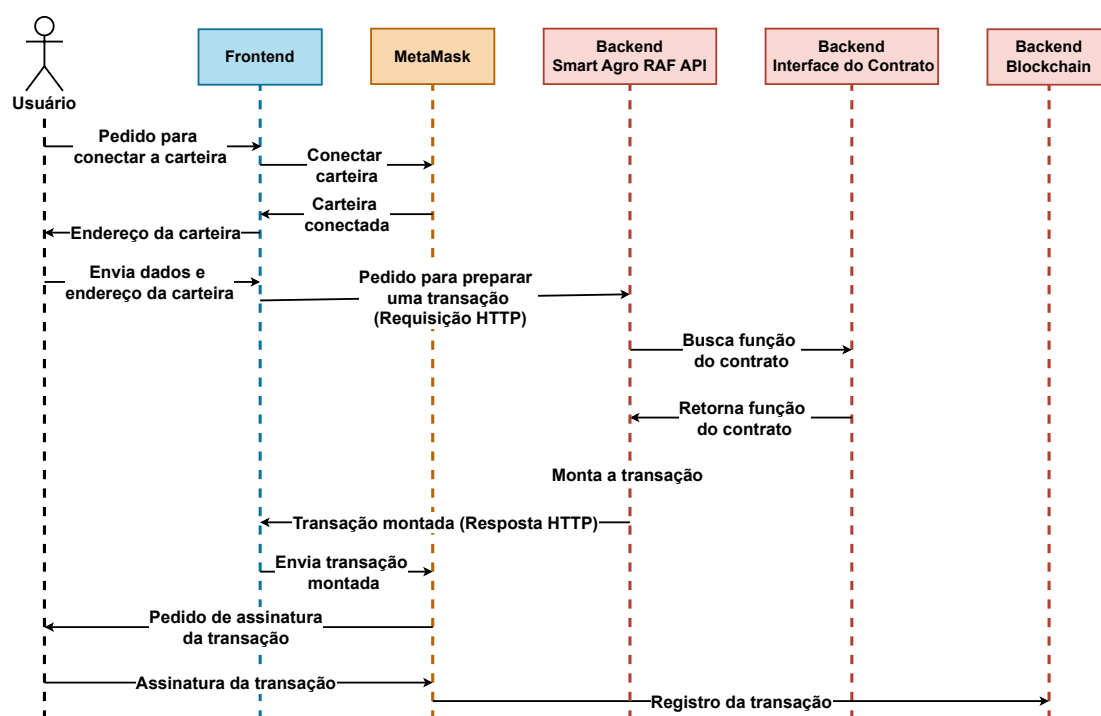 Usuário
Frontend
MetaMask
Backend
Smart Agro RAF API
Backend
Interface do Contrato
Backend
Blockchain
Pedido para
conectar a carteira
Conectar
carteira
Carteira
conectada
Endereço da carteira
Envia dados e
endereço da carteira
Pedido para preparar
uma transação
(Requisição HTTP)
Busca função
do contrato
Retorna função
do contrato
Monta a transação
Transação montada (Resposta HTTP)
Envia transação
montada
Pedido de assinatura
da transação
Assinatura da transação
Registro da transação